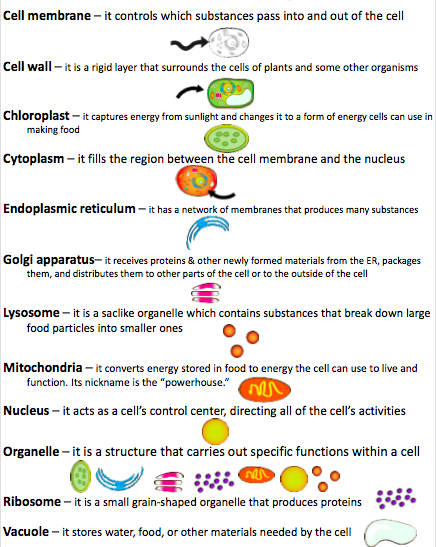 Cell membrane – it controls which substances pass into and out of the cell
Cell wall – it is a rigid layer that surrounds the cells of plants and some other organisms
Chloroplast – it captures energy from sunlight and changes it to a form of energy cells can use in
making food
Cytoplasm – it fills the region between the cell membrane and the nucleus
Endoplasmic reticulum – it has a network of membranes that produces many substances
Golgi apparatus– it receives proteins & other newly formed materials from the ER, packages
them, and distributes them to other parts of the cell or to the outside of the cell
Lysosome – it is a saclike organelle which contains substances that break down large
food particles into smaller ones
Mitochondria – it converts energy stored in food to energy the cell can use to live and
function. Its nickname is the “powerhouse.”
Nucleus – it acts as a cell’s control center, directing all of the cell’s activities
Organelle – it is a structure that carries out specific functions within a cell
Ribosome – it is a small grain-shaped organelle that produces proteins
Vacuole – it stores water, food, or other materials needed by the cell